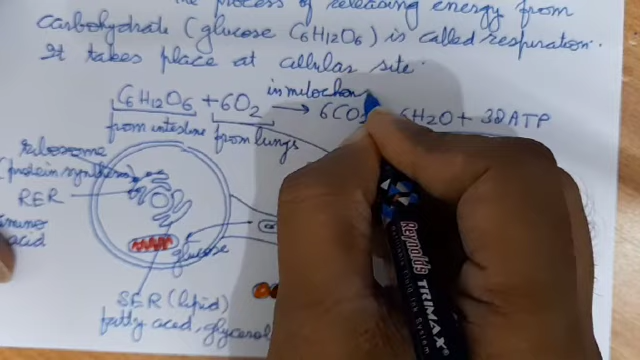 The process of releasing energy from
carbohydrate (glucose C6H12O6) is called respiration.
It takes place at cellular site.
in mitochon
C6H12O6 + 6O2 → 6CO2 6H2O + 38ATP
from intestine from lungs
ribosome
(protein synthesis)
RER
amino
acid
glucose
SER (lipid)
fatty acid, glycerol
Reynolds TRIMAX